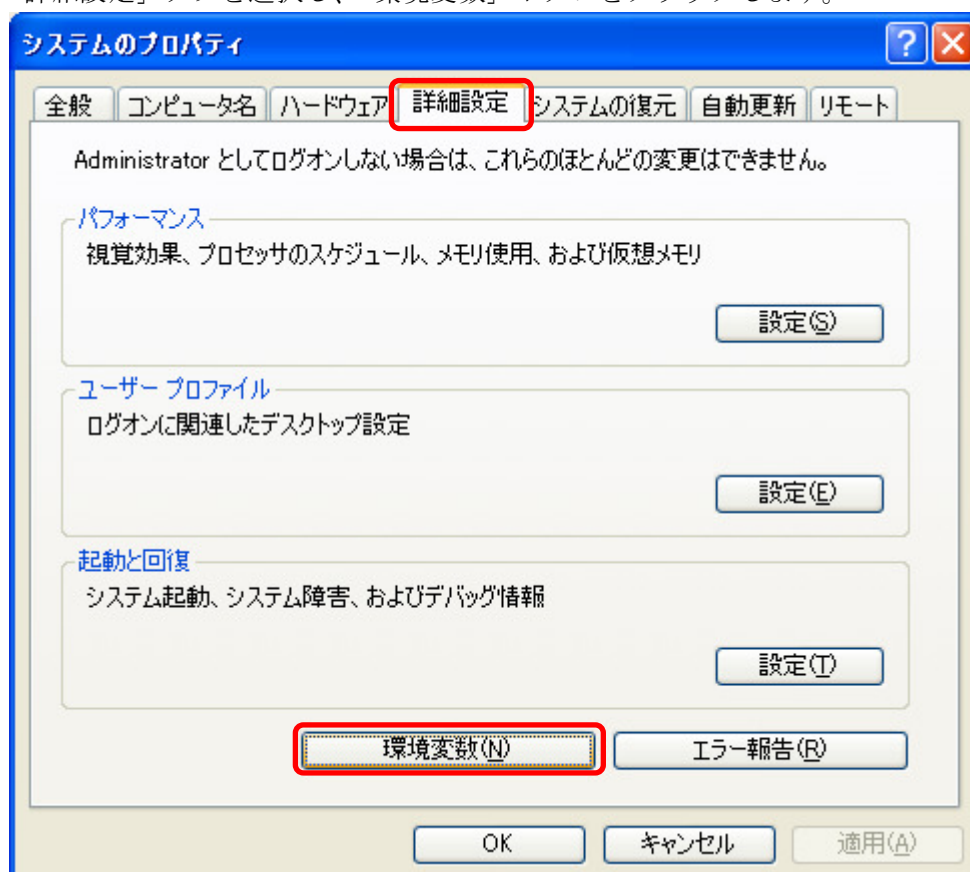 システムのプロパティ
全般 コンピュータ名 ハードウェア 詳細設定 システムの復元 自動更新 リモート
Administrator としてログオンしない場合は、これらのほとんどの変更はできません。
パフォーマンス
視覚効果、プロセッサのスケジュール、メモリ使用、および仮想メモリ
設定(S)
ユーザー プロファイル
ログオンに関連したデスクトップ設定
設定(E)
起動と回復
システム起動、システム障害、およびデバッグ情報
設定(T)
環境変数(N) エラー報告(R)
OK キャンセル 適用(A)